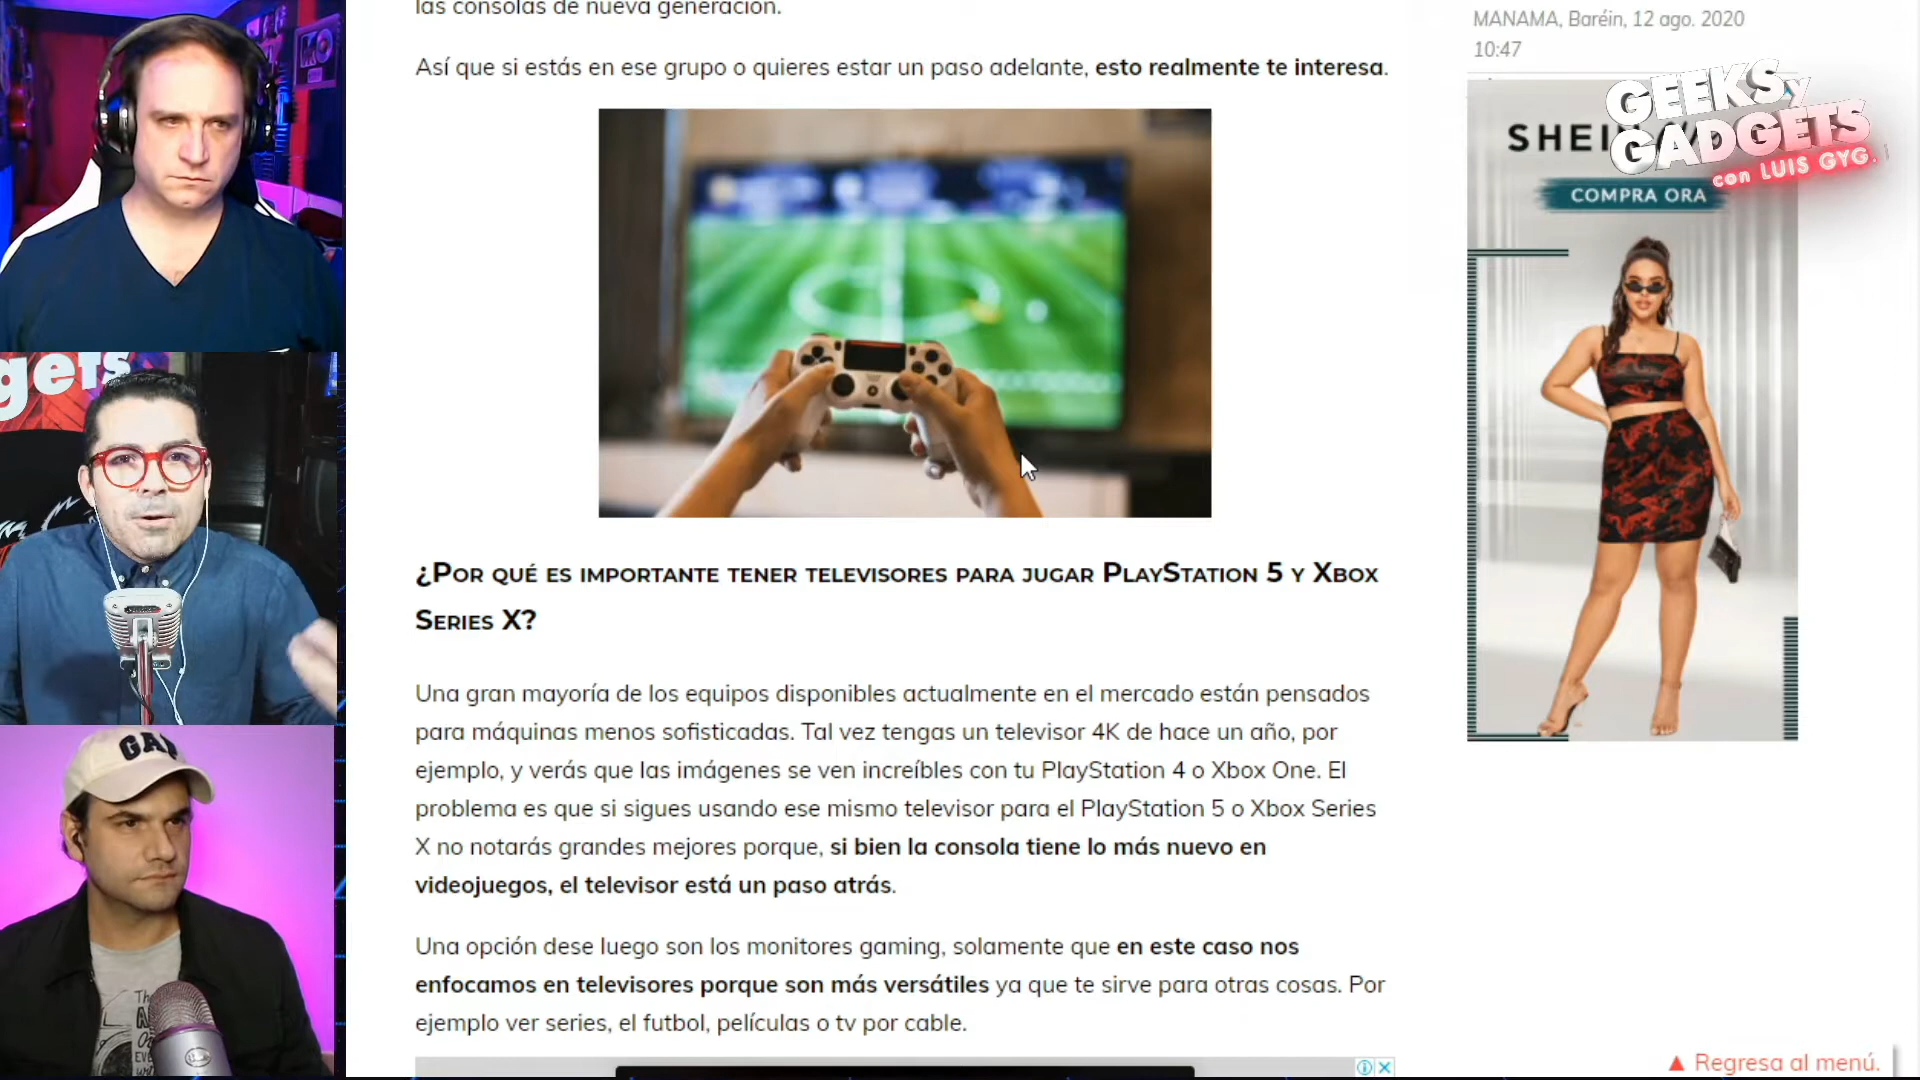 las consolas de nueva generación.
Así que si estás en ese grupo o quieres estar un paso adelante, esto realmente te interesa.
¿Por qué es importante tener televisores para jugar PlayStation 5 y Xbox
Series X?
Una gran mayoría de los equipos disponibles actualmente en el mercado están pensados
para máquinas menos sofisticadas. Tal vez tengas un televisor 4K de hace un año, por
ejemplo, y verás que las imágenes se ven increíbles con tu PlayStation 4 o Xbox One. El
problema es que si sigues usando ese mismo televisor para el PlayStation 5 o Xbox Series
X no notarás grandes mejores porque, si bien la consola tiene lo más nuevo en
videojuegos, el televisor está un paso atrás.
Una opción dese luego son los monitores gaming, solamente que en este caso nos
enfocamos en televisores porque son más versátiles ya que te sirve para otras cosas. Por
ejemplo ver series, el futbol, películas o tv por cable.
MANAMA, Baréin, 12 ago. 2020
10:47
GEEKS y
GADGETS
con LUIS GYG.
COMPRA ORA
Regresa al menú.
gets
GAP